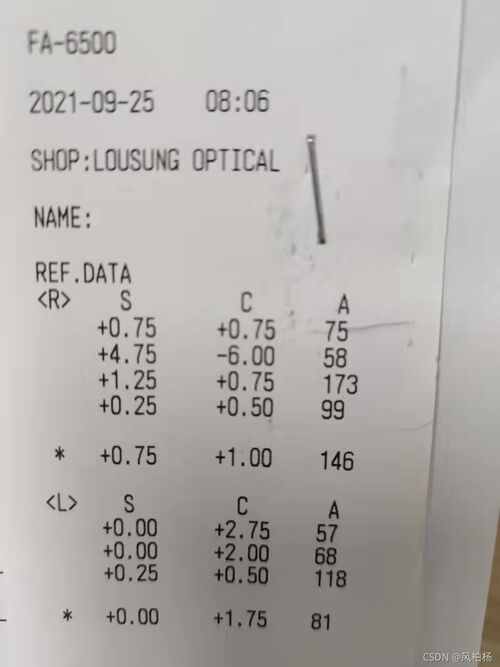 FA-6500
2021-09-25 08:06
SHOP:LOUSUNG OPTICAL
NAME:
REF.DATA
<R> S C A
+0.75 +0.75 75
+4.75 -6.00 58
+1.25 +0.75 173
+0.25 +0.50 99
* +0.75 +1.00 146
<L> S C A
+0.00 +2.75 57
+0.00 +2.00 68
+0.25 +0.50 118
* +0.00 +1.75 81
CSDN @风柏杨